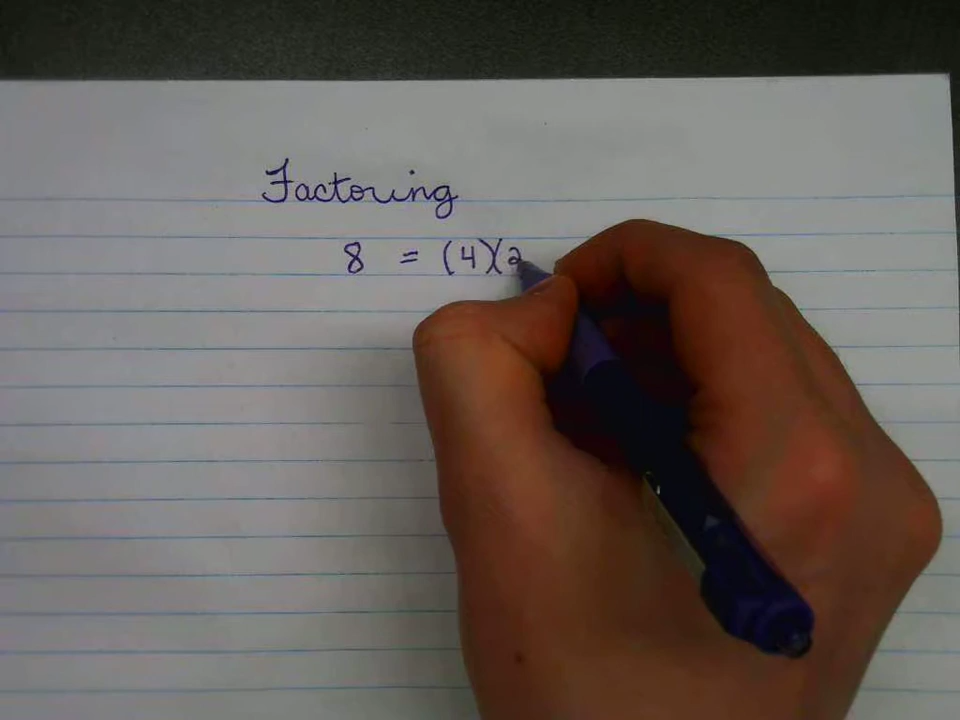 Factoring
8 = (4)(2